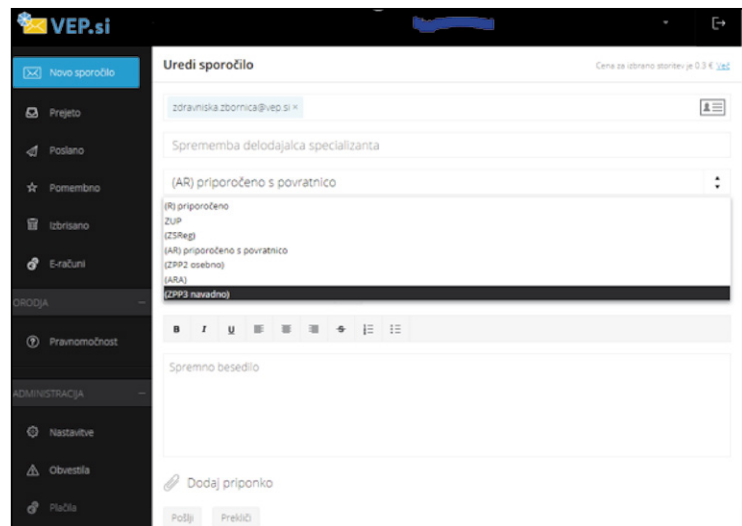 VEP.si
Novo sporočilo
Prejeto
Poslano
Pomembno
Izbrisano
E-računi
ORODJA
Pravnomočnost
ADMINISTRACIJA
Nastavitve
Obvestila
Plačila
Uredi sporočilo
Cena za izbrano storitev je 0.3 € Več
zdravniska.zbornica@vep.si ×
Sprememba delodajalca specializanta
(AR) priporočeno s povratnico
(R) priporočeno
ZUP
(ZSReg)
(AR) priporočeno s povratnico
(ZPP2 osebno)
(ARA)
(ZPP3 navadno)
B I U S
Spremno besedilo
Dodaj priponko
Pošlji Prekliči